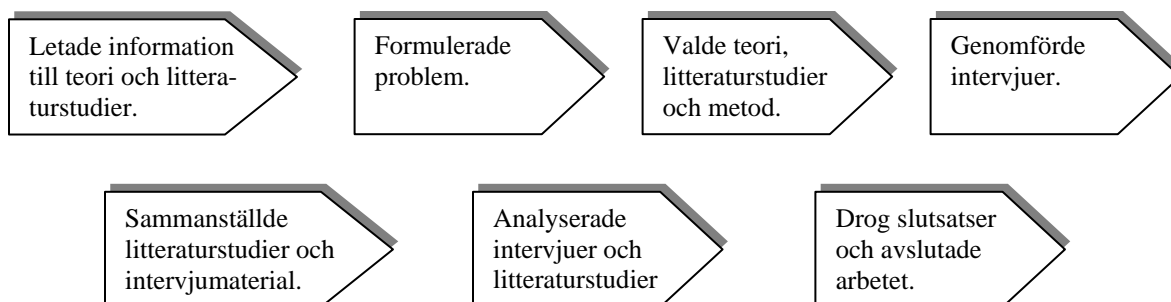 Letade information
till teori och littera-
turstudier.
Formulerade
problem.
Valde teori,
litteraturstudier
och metod.
Genomförde
intervjuer.
Sammanställde
litteraturstudier och
intervjumaterial.
Analyserade
intervjuer och
litteraturstudier
Drog slutsatser
och avslutade
arbetet.